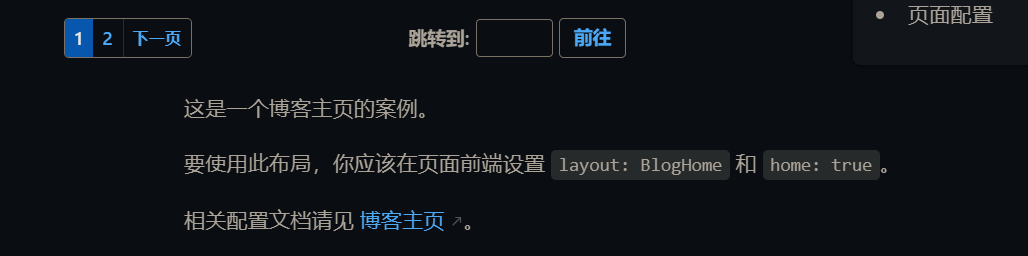 页面配置
1 2 下一页 跳转到: 前往
这是一个博客主页的案例。
要使用此布局，你应该在页面前端设置 layout: BlogHome 和 home: true。
相关配置文档请见 博客主页 ↗。